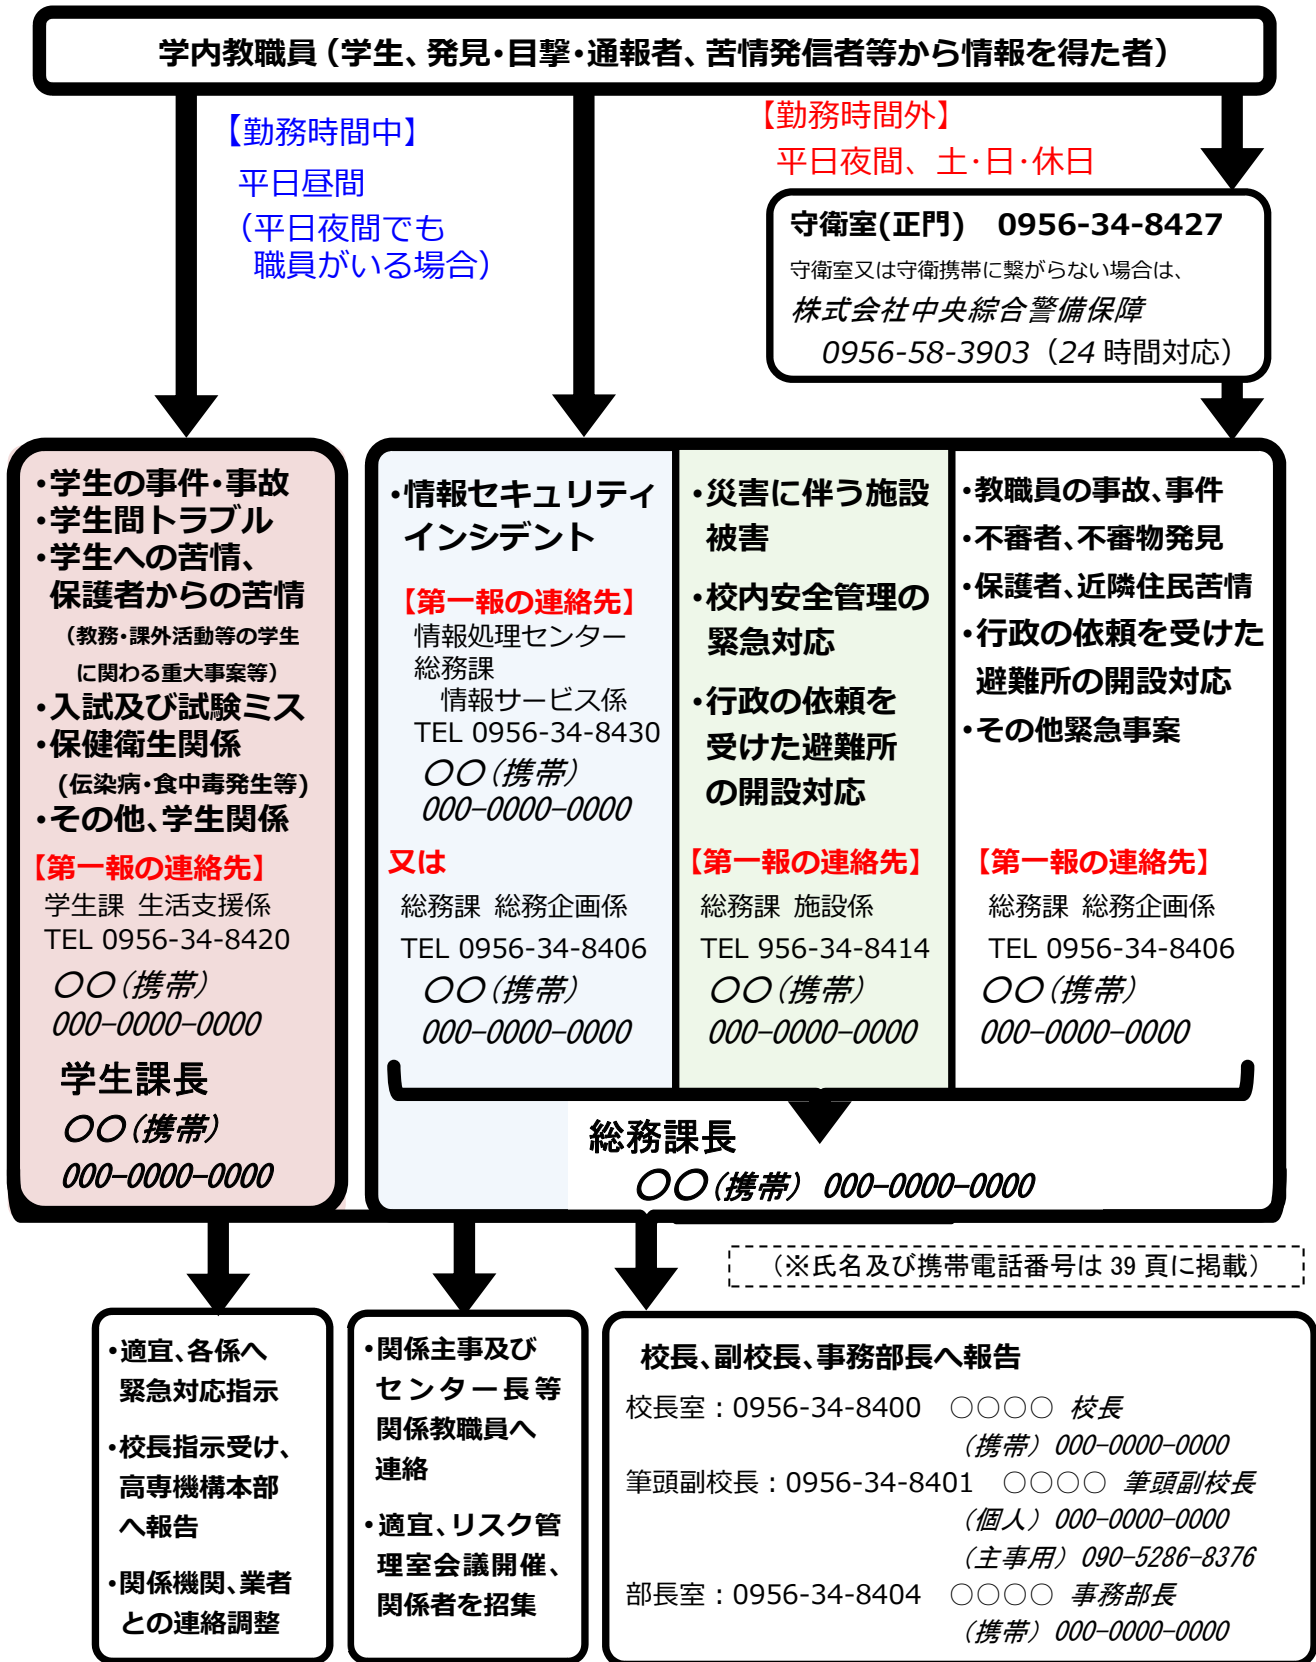 学内教職員（学生、発見・目撃・通報者、苦情発信者等から情報を得た者）
【勤務時間中】
平日昼間
（平日夜間でも
職員がいる場合）
【勤務時間外】
平日夜間、土・日・休日
守衛室(正門)　0956-34-8427
守衛室又は守衛携帯に繋がらない場合は、
株式会社中央綜合警備保障
0956-58-3903（24 時間対応）
・学生の事件・事故
・学生間トラブル
・学生への苦情、
保護者からの苦情
（教務・課外活動等の学生
に関わる重大事案等）
・入試及び試験ミス
・保健衛生関係
(伝染病・食中毒発生等)
・その他、学生関係
【第一報の連絡先】
学生課 生活支援係
TEL 0956-34-8420
〇〇（携帯）
000-0000-0000
学生課長
〇〇（携帯）
000-0000-0000
・情報セキュリティ
インシデント
【第一報の連絡先】
情報処理センター
総務課
情報サービス係
TEL 0956-34-8430
〇〇（携帯）
000-0000-0000
又は
総務課 総務企画係
TEL 0956-34-8406
〇〇（携帯）
000-0000-0000
・災害に伴う施設
被害
・校内安全管理の
緊急対応
・行政の依頼を
受けた避難所
の開設対応
【第一報の連絡先】
総務課 施設係
TEL 956-34-8414
〇〇（携帯）
000-0000-0000
・教職員の事故、事件
・不審者、不審物発見
・保護者、近隣住民苦情
・行政の依頼を受けた
避難所の開設対応
・その他緊急事案
【第一報の連絡先】
総務課 総務企画係
TEL 0956-34-8406
〇〇（携帯）
000-0000-0000
総務課長
〇〇（携帯） 000-0000-0000
（※氏名及び携帯電話番号は 39 頁に掲載）
・適宜、各係へ
緊急対応指示
・校長指示受け、
高専機構本部
へ報告
・関係機関、業者
との連絡調整
・関係主事及び
センター長等
関係教職員へ
連絡
・適宜、リスク管
理室会議開催、
関係者を招集
校長、副校長、事務部長へ報告
校長室：0956-34-8400　○○○○ 校長
（携帯）000-0000-0000
筆頭副校長：0956-34-8401　○○○○ 筆頭副校長
（個人）000-0000-0000
（主事用）090-5286-8376
部長室：0956-34-8404　○○○○ 事務部長
（携帯）000-0000-0000